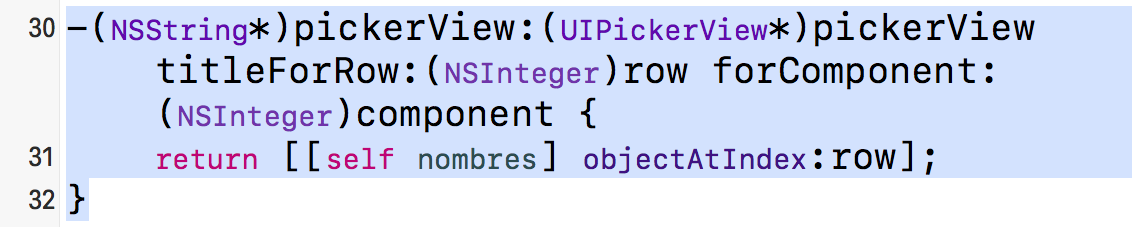 30 -(NSString*)pickerView:(UIPickerView*)pickerView
titleForRow:(NSInteger)row forComponent:
(NSInteger)component {
31 return [[self nombres] objectAtIndex:row];
32 }